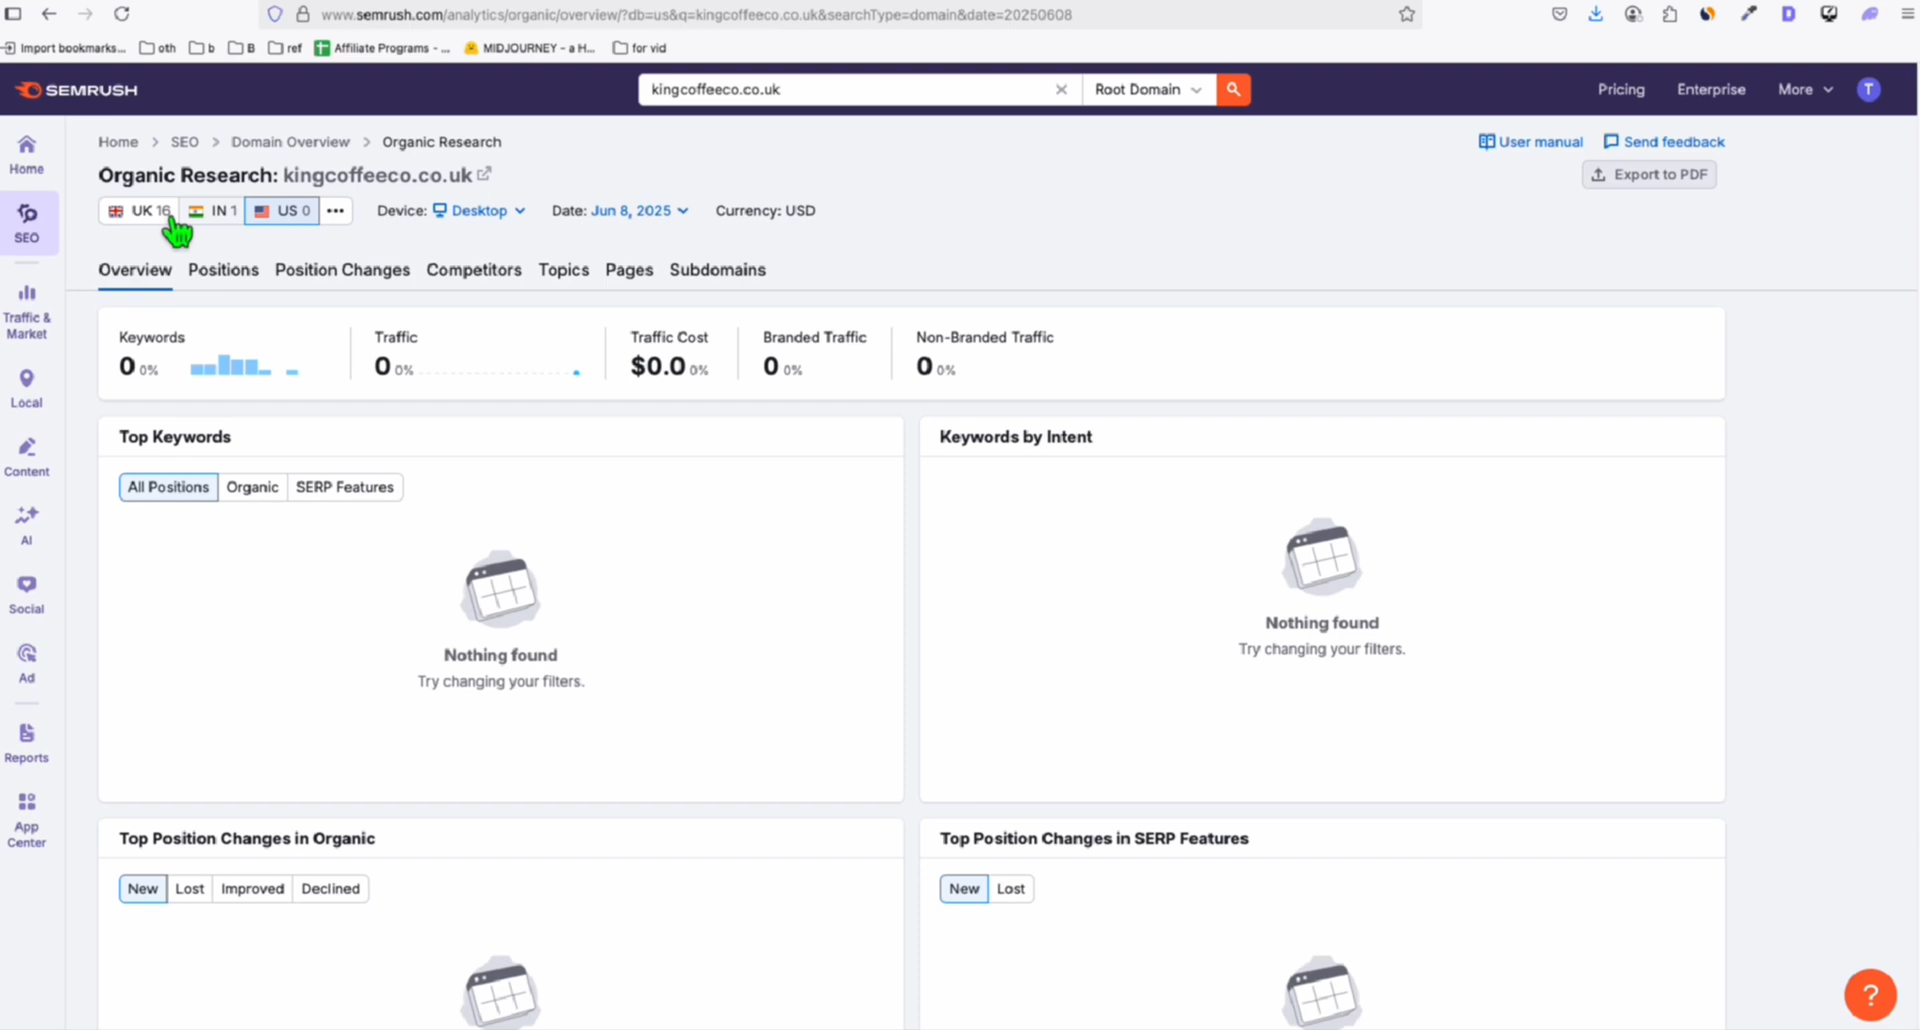 www.semrush.com/analytics/organic/overview/?db=us&q=kingcoffeeco.co.uk&searchType=domain&date=20250608
Import bookmarks... oth b B ref Affiliate Programs - ... MIDJOURNEY - a H... for vid
SEMRUSH kingcoffeeco.co.uk Root Domain Pricing Enterprise More T
Home > SEO > Domain Overview > Organic Research User manual Send feedback
Organic Research: kingcoffeeco.co.uk Export to PDF
UK 16 IN 1 US 0 ••• Device: Desktop Date: Jun 8, 2025 Currency: USD
Overview Positions Position Changes Competitors Topics Pages Subdomains
Home
SEO
Traffic &
Market
Local
Content
AI
Social
Ad
Reports
App
Center
Keywords Traffic Traffic Cost Branded Traffic Non-Branded Traffic
0 0% 0 0% $0.0 0% 0 0% 0 0%
Top Keywords
All Positions Organic SERP Features
Nothing found
Try changing your filters.
Keywords by Intent
Nothing found
Try changing your filters.
Top Position Changes in Organic
New Lost Improved Declined
Top Position Changes in SERP Features
New Lost
?